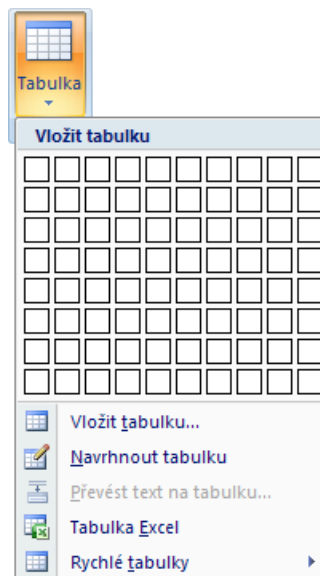 Tabulka
Vložit tabulku
Vložit tabulku...
Navrhnout tabulku
Převést text na tabulku...
Tabulka Excel
Rychlé tabulky